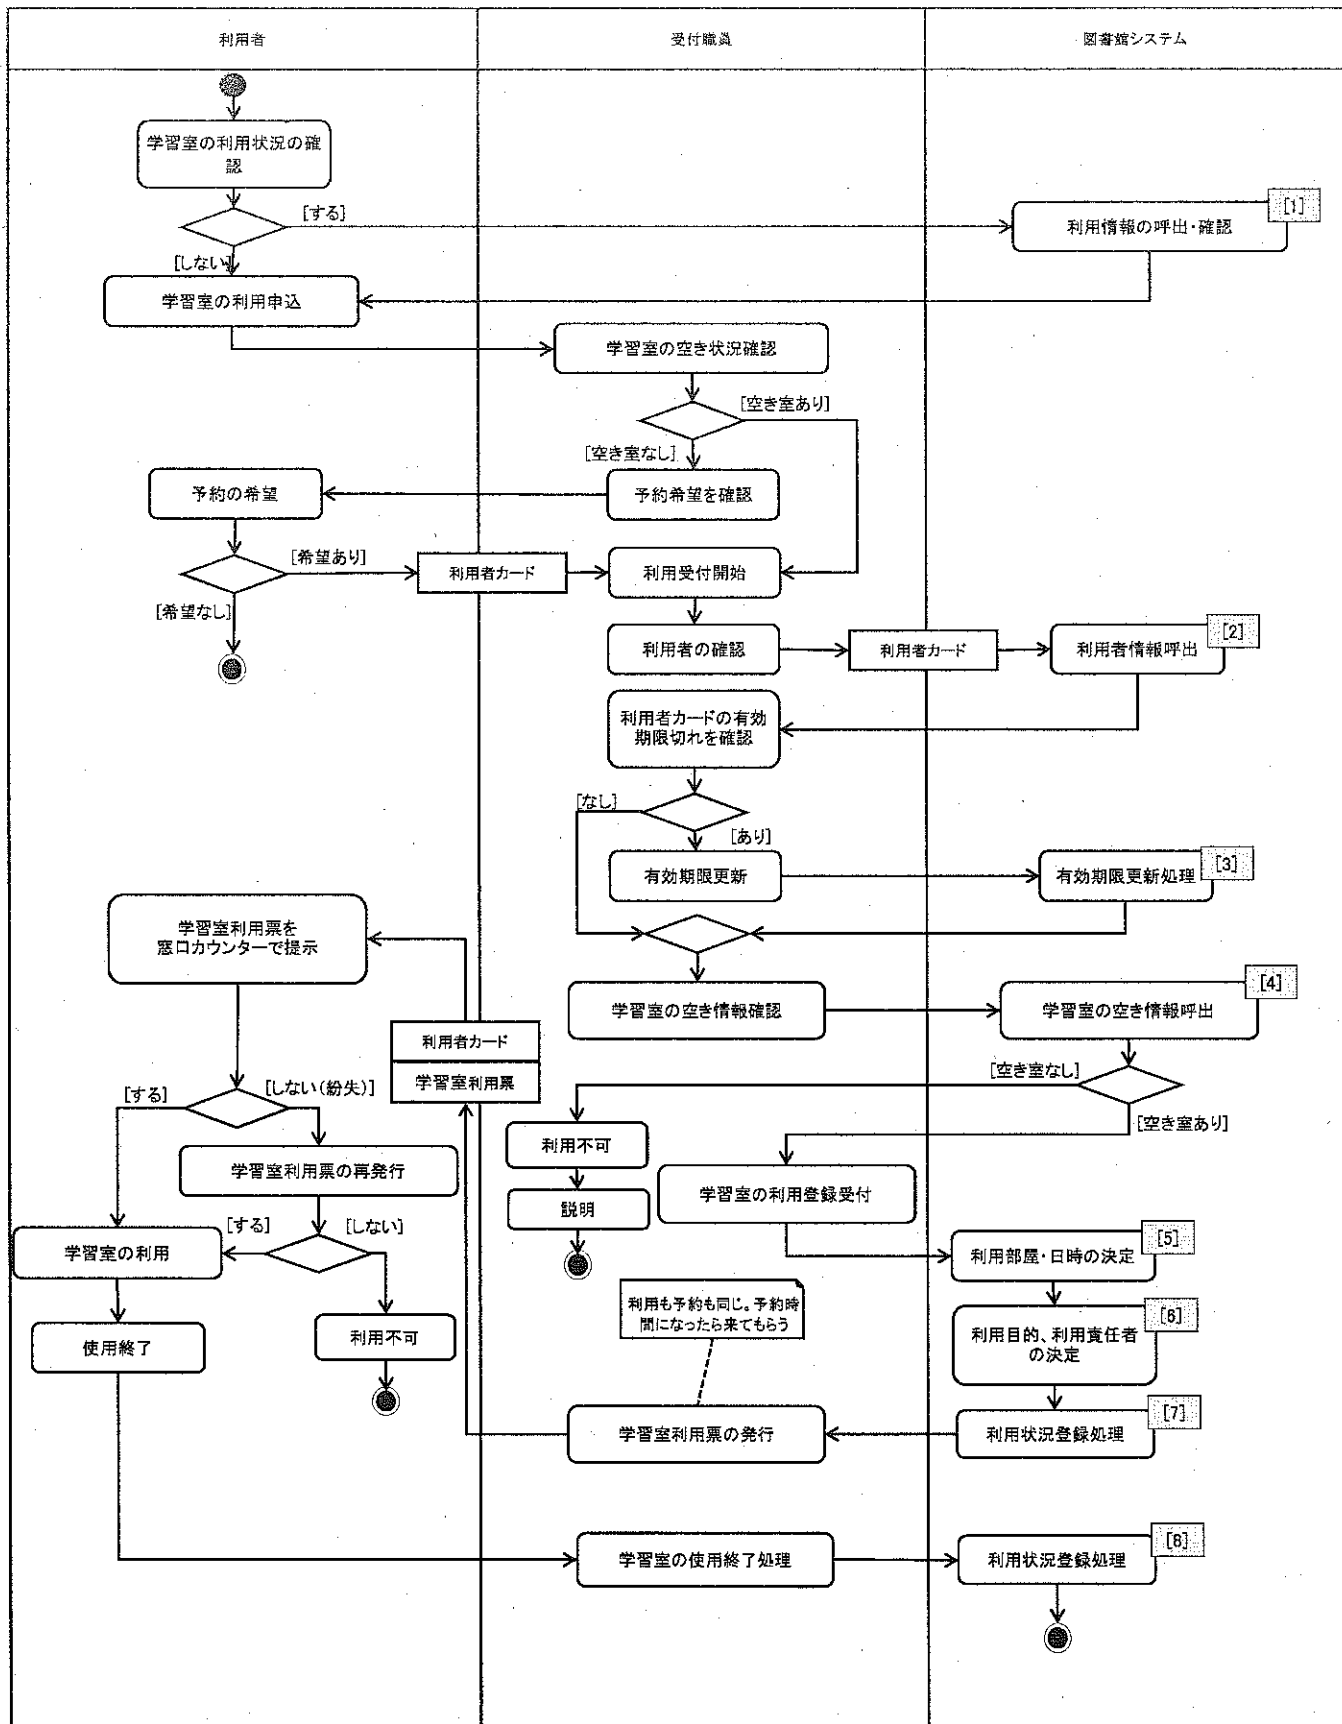 利用者
受付職員
図書館システム
学習室の利用状況の確
認
[する]
[1]
利用情報の呼出・確認
[しない]
学習室の利用申込
学習室の空き状況確認
[空き室あり]
[空き室なし]
予約の希望
予約希望を確認
[希望あり]
利用者カード
利用受付開始
[希望なし]
利用者の確認
利用者カード
[2]
利用者情報呼出
利用者カードの有効
期限切れを確認
[なし]
[あり]
有効期限更新
[3]
有効期限更新処理
学習室利用票を
窓口カウンターで提示
学習室の空き情報確認
[4]
学習室の空き情報呼出
利用者カード
学習室利用票
[空き室なし]
[する]
[しない(紛失)]
[空き室あり]
利用不可
学習室利用票の再発行
学習室の利用登録受付
説明
[する]
[しない]
学習室の利用
[5]
利用部屋・日時の決定
利用も予約も同じ。予約時
間になったら来てもらう
[6]
利用目的、利用責任者
の決定
使用終了
利用不可
[7]
学習室利用票の発行
利用状況登録処理
学習室の使用終了処理
[8]
利用状況登録処理